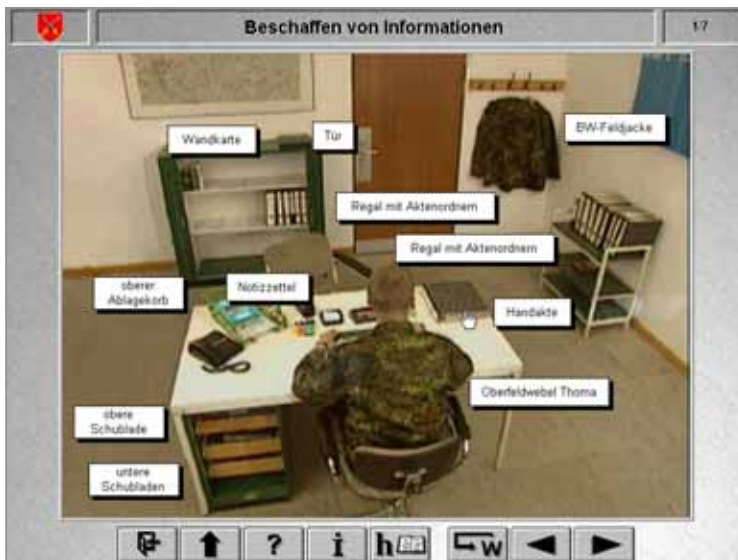 Beschaffen von Informationen
1/7
Wandkarte
Tür
BW-Feldjacke
Regal mit Aktenordnern
Regal mit Aktenordnern
oberer
Ablagekorb
Notizzettel
Handakte
Oberfeldwebel Thoma
obere
Schublade
untere
Schubladen
?
i
h
W